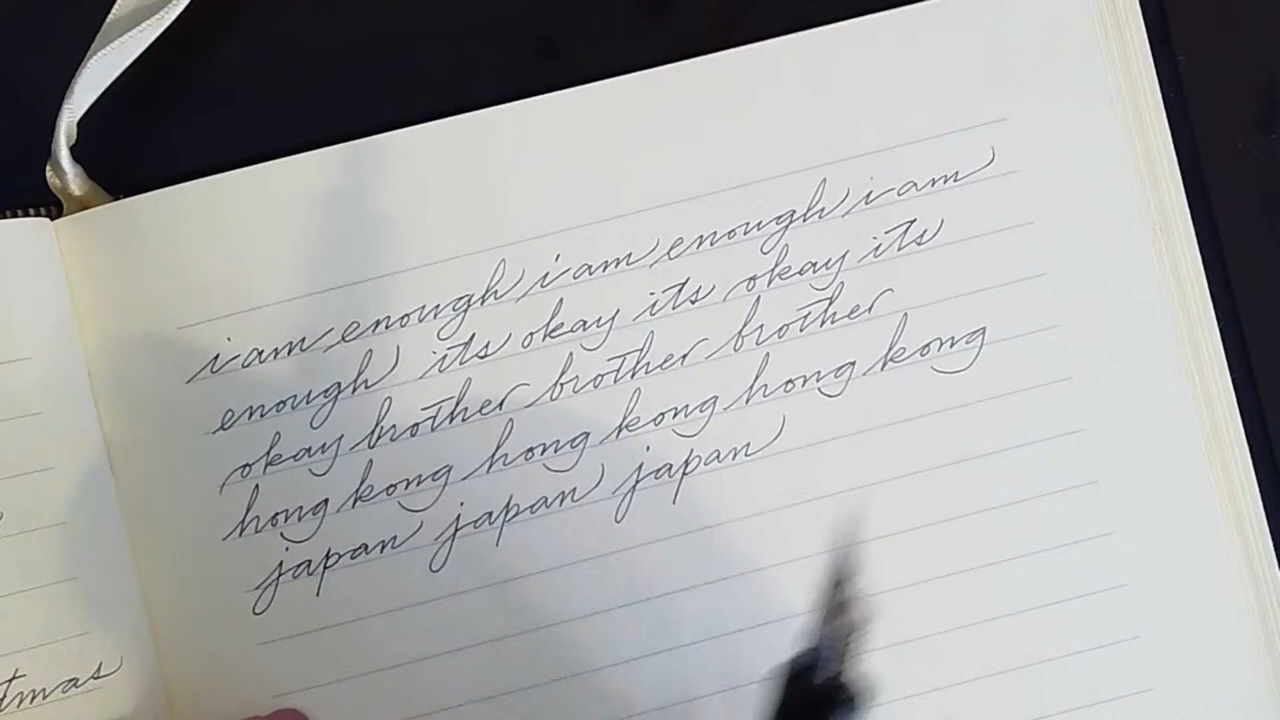 tmas
i am enough i am enough i am
enough its okay its okay its
okay brother brother brother
hong kong hong kong hong kong
japan japan japan